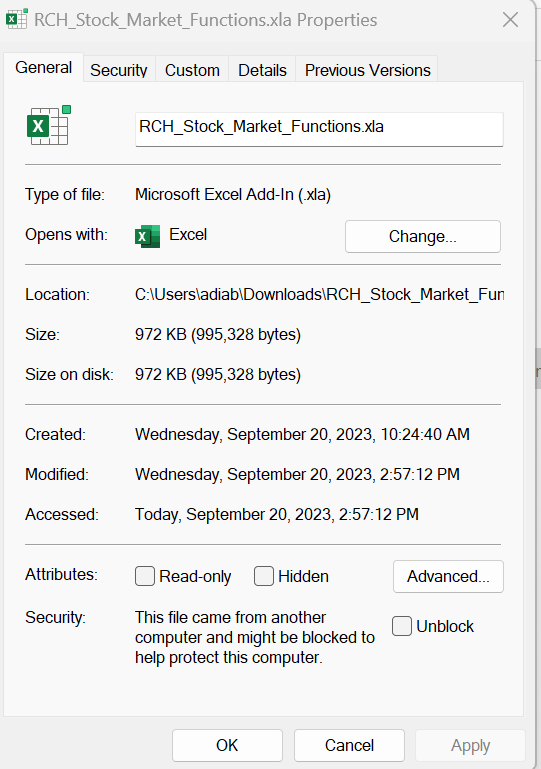 RCH_Stock_Market_Functions.xla Properties
General Security Custom Details Previous Versions
RCH_Stock_Market_Functions.xla
Type of file: Microsoft Excel Add-In (.xla)
Opens with: Excel Change...
Location: C:\Users\adiab\Downloads\RCH_Stock_Market_Fun
Size: 972 KB (995,328 bytes)
Size on disk: 972 KB (995,328 bytes)
Created: Wednesday, September 20, 2023, 10:24:40 AM
Modified: Wednesday, September 20, 2023, 2:57:12 PM
Accessed: Today, September 20, 2023, 2:57:12 PM
Attributes: Read-only Hidden Advanced...
Security: This file came from another
computer and might be blocked to
help protect this computer.
Unblock
OK Cancel Apply